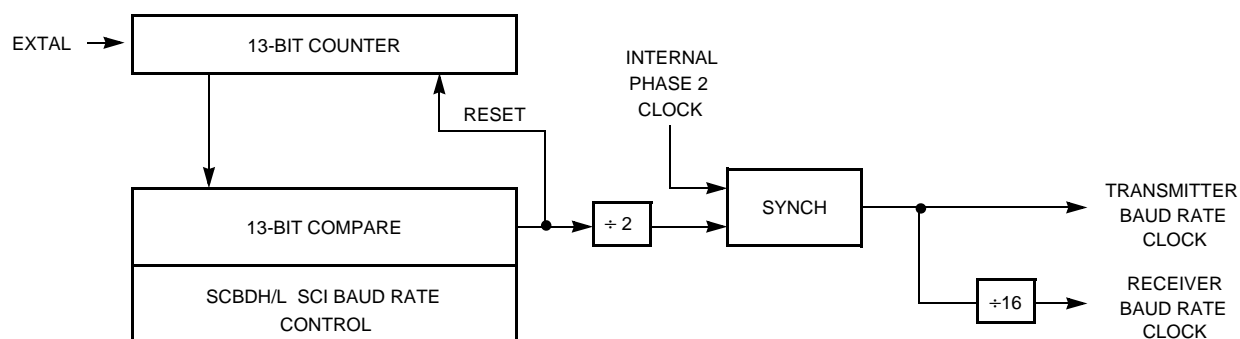 EXTAL
13-BIT COUNTER
INTERNAL
PHASE 2
CLOCK
RESET
13-BIT COMPARE
÷ 2
SYNCH
TRANSMITTER
BAUD RATE
CLOCK
SCBDH/L SCI BAUD RATE
CONTROL
÷16
RECEIVER
BAUD RATE
CLOCK